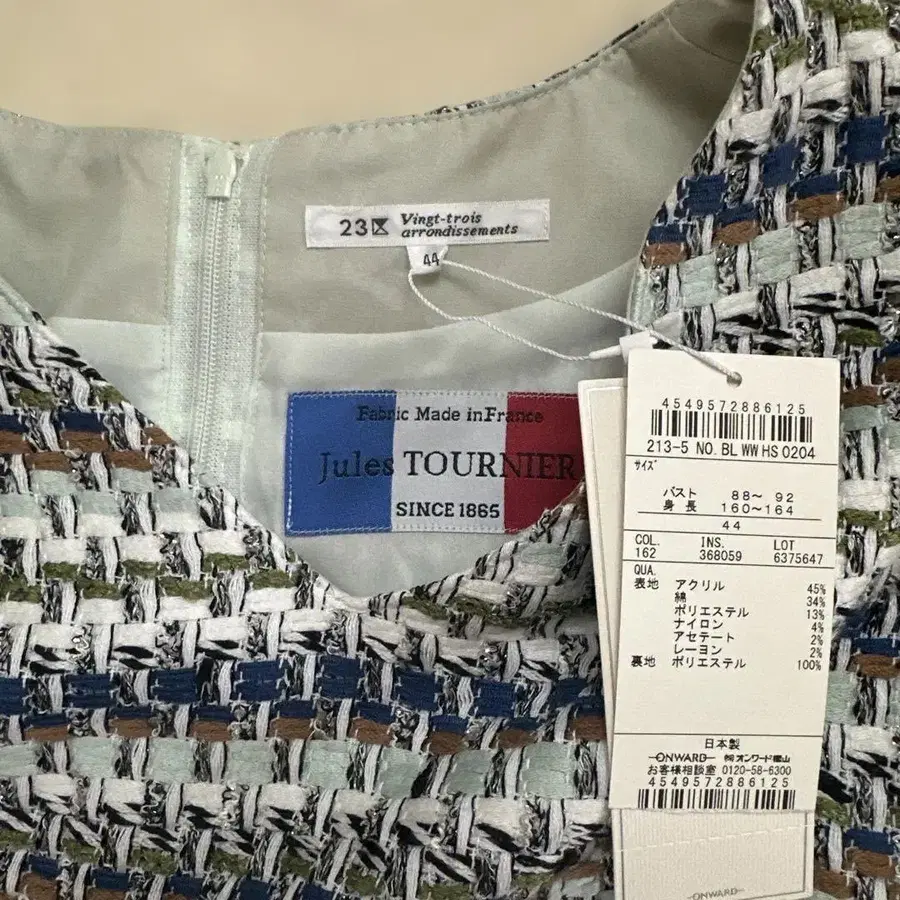 23区 Vingt-trois
arrondissements
44
Fabric Made in France
Jules TOURNIER
SINCE 1865
4549572886125
213-5 NO. BL WW HS 0204
サイズ
バスト 88～ 92
身 長 160～164
44
COL. INS. LOT
162 368059 6375647
QUA.
表地 アクリル 45%
綿 34%
ポリエステル 13%
ナイロン 4%
アセテート 2%
レーヨン 2%
裏地 ポリエステル 100%
日本製
ONWARD ㈱オンワード樫山
お客様相談室 0120-58-6300
4549572886125
ONWARD